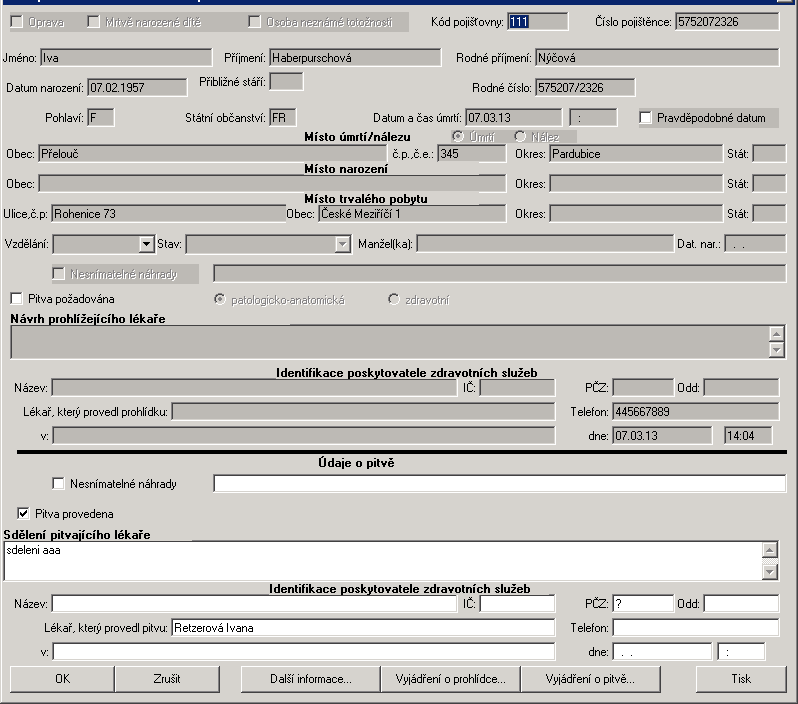 Oprava Mrtvě narozené dítě Osoba neznámé totožnosti Kód pojišťovny: 111 Číslo pojištěnce: 5752072326
Jméno: Iva Příjmení: Haberpurschová Rodné příjmení: Nýčová
Datum narození: 07.02.1957 Přibližné stáří: Rodné číslo: 575207/2326
Pohlaví: F Státní občanství: FR Datum a čas úmrtí: 07.03.13 : Pravděpodobné datum
Místo úmrtí/nálezu Úmrtí Nález
Obec: Přelouč č.p.,č.e.: 345 Okres: Pardubice Stát:
Místo narození
Obec: Okres: Stát:
Místo trvalého pobytu
Ulice,č.p: Rohenice 73 Obec: České Meziříčí 1 Okres: Stát:
Vzdělání: Stav: Manžel(ka): Dat. nar.: . .
Nesnímatelné náhrady
Pitva požadována patologicko-anatomická zdravotní
Návrh prohlížejícího lékaře
Identifikace poskytovatele zdravotních služeb
Název: IČ: PČZ: Odd:
Lékař, který provedl prohlídku: Telefon: 445667889
v: dne: 07.03.13 14:04
Údaje o pitvě
Nesnímatelné náhrady
Pitva provedena
Sdělení pitvajícího lékaře
sdeleni aaa
Identifikace poskytovatele zdravotních služeb
Název: IČ: PČZ: ? Odd:
Lékař, který provedl pitvu: Retzerová Ivana Telefon:
v: dne: . . :
OK Zrušit Další informace... Vyjádření o prohlídce... Vyjádření o pitvě... Tisk